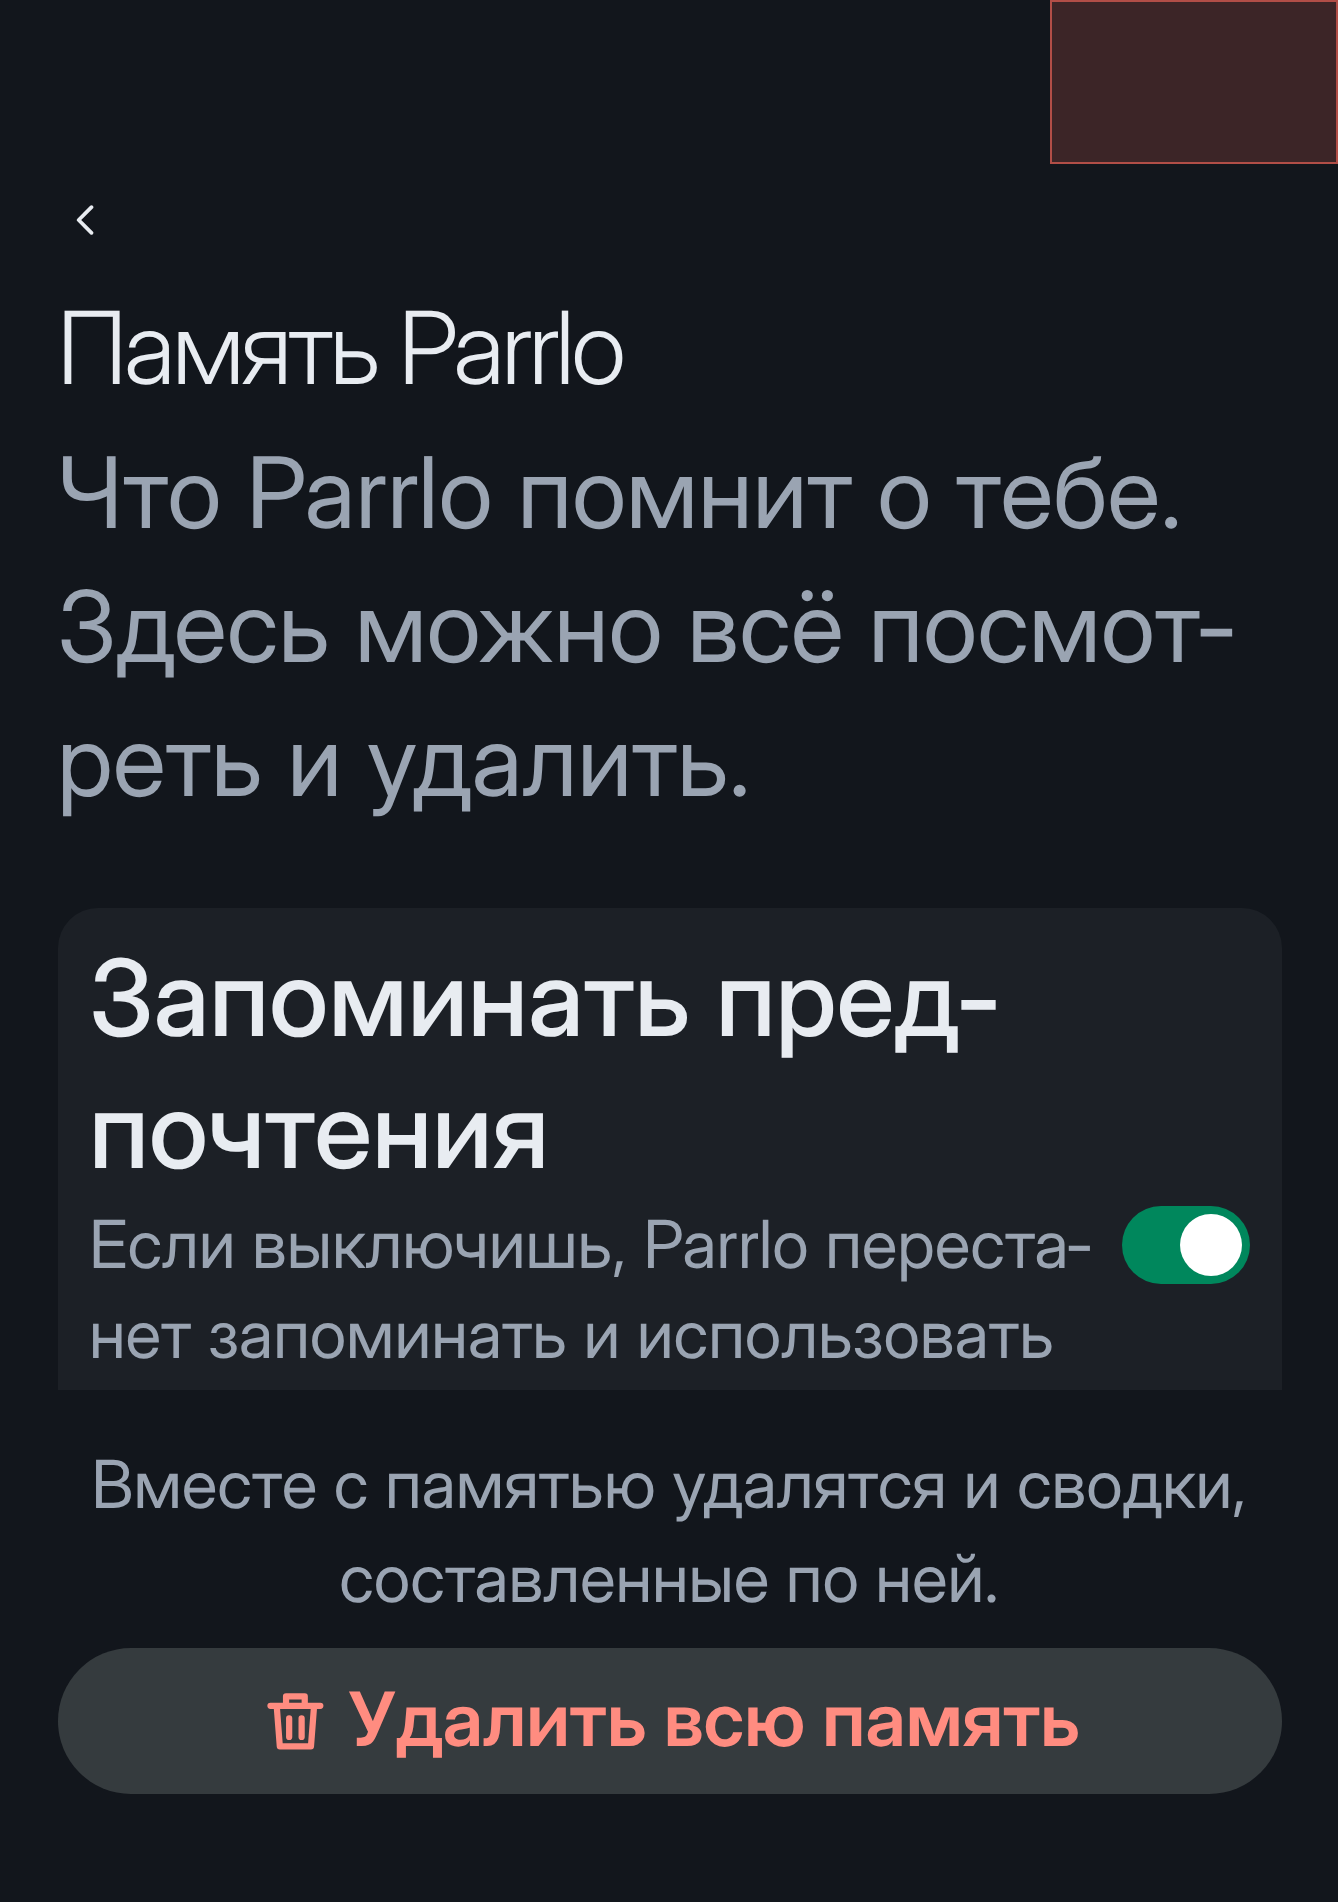 Память Parrlo
Что Parrlo помнит о тебе.
Здесь можно всё посмот-
реть и удалить.
Запоминать пред-
почтения
Если выключишь, Parrlo переста-
нет запоминать и использовать
Вместе с памятью удалятся и сводки,
составленные по ней.
Удалить всю память